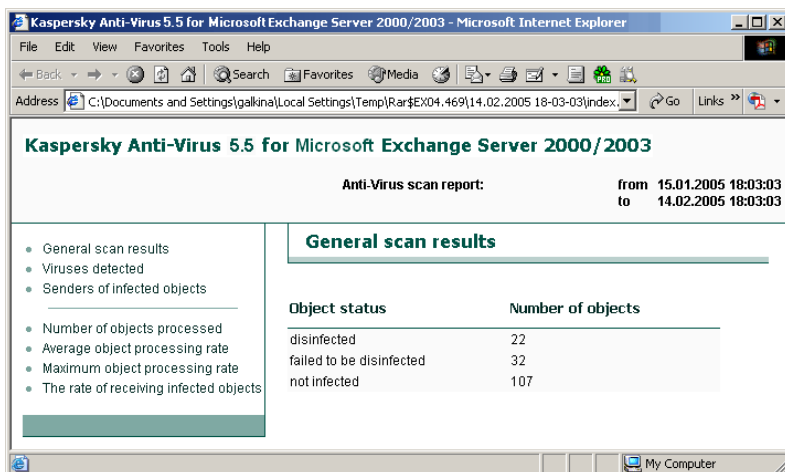 Kaspersky Anti-Virus 5.5 for Microsoft Exchange Server 2000/2003 - Microsoft Internet Explorer
File Edit View Favorites Tools Help
Back Search Favorites Media
Address C:\Documents and Settings\galkina\Local Settings\Temp\Rar$EX04.469\14.02.2005 18-03-03\index. Go Links »
Kaspersky Anti-Virus 5.5 for Microsoft Exchange Server 2000/2003
Anti-Virus scan report: from 15.01.2005 18:03:03
to 14.02.2005 18:03:03
General scan results
Viruses detected
Senders of infected objects
Number of objects processed
Average object processing rate
Maximum object processing rate
The rate of receiving infected objects
General scan results
Object status Number of objects
disinfected 22
failed to be disinfected 32
not infected 107
My Computer